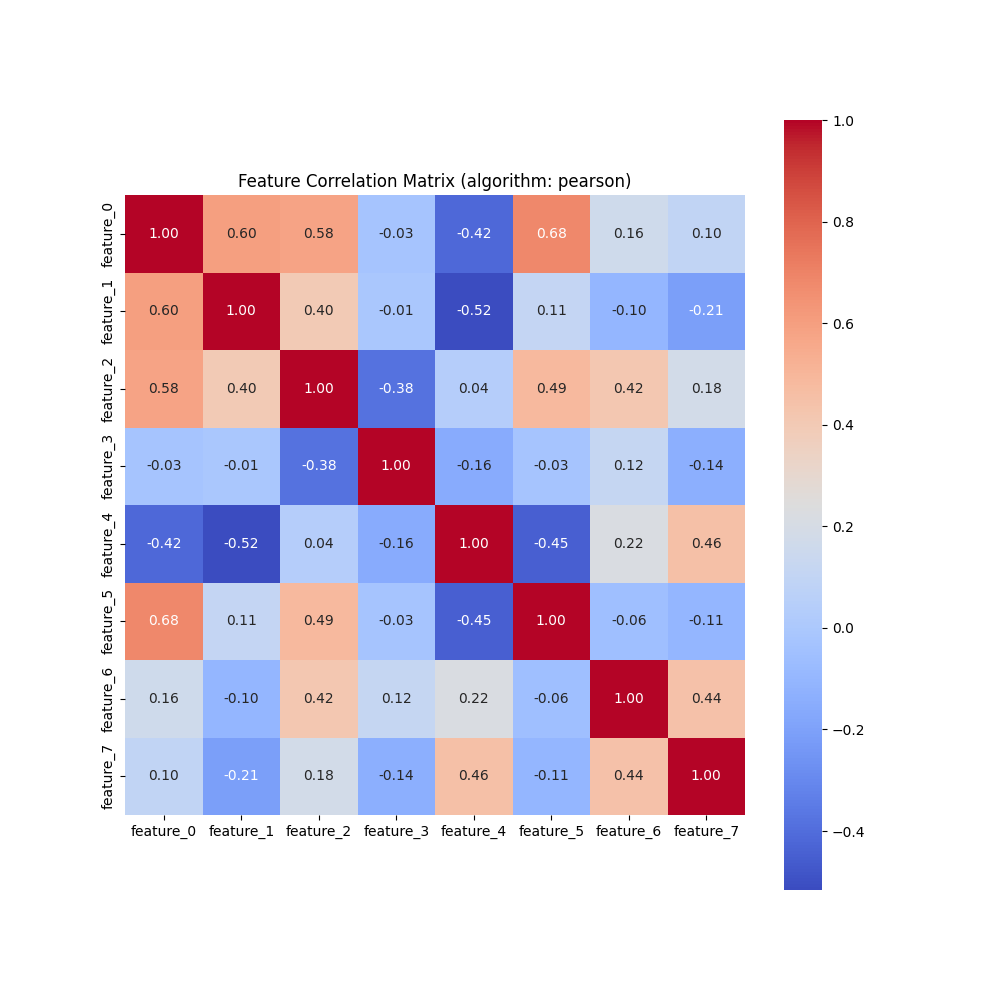 Feature Correlation Matrix (algorithm: pearson)
feature_0 1.00 0.60 0.58 -0.03 -0.42 0.68 0.16 0.10
feature_1 0.60 1.00 0.40 -0.01 -0.52 0.11 -0.10 -0.21
feature_2 0.58 0.40 1.00 -0.38 0.04 0.49 0.42 0.18
feature_3 -0.03 -0.01 -0.38 1.00 -0.16 -0.03 0.12 -0.14
feature_4 -0.42 -0.52 0.04 -0.16 1.00 -0.45 0.22 0.46
feature_5 0.68 0.11 0.49 -0.03 -0.45 1.00 -0.06 -0.11
feature_6 0.16 -0.10 0.42 0.12 0.22 -0.06 1.00 0.44
feature_7 0.10 -0.21 0.18 -0.14 0.46 -0.11 0.44 1.00
feature_0 feature_1 feature_2 feature_3 feature_4 feature_5 feature_6 feature_7
1.0
0.8
0.6
0.4
0.2
0.0
−0.2
−0.4